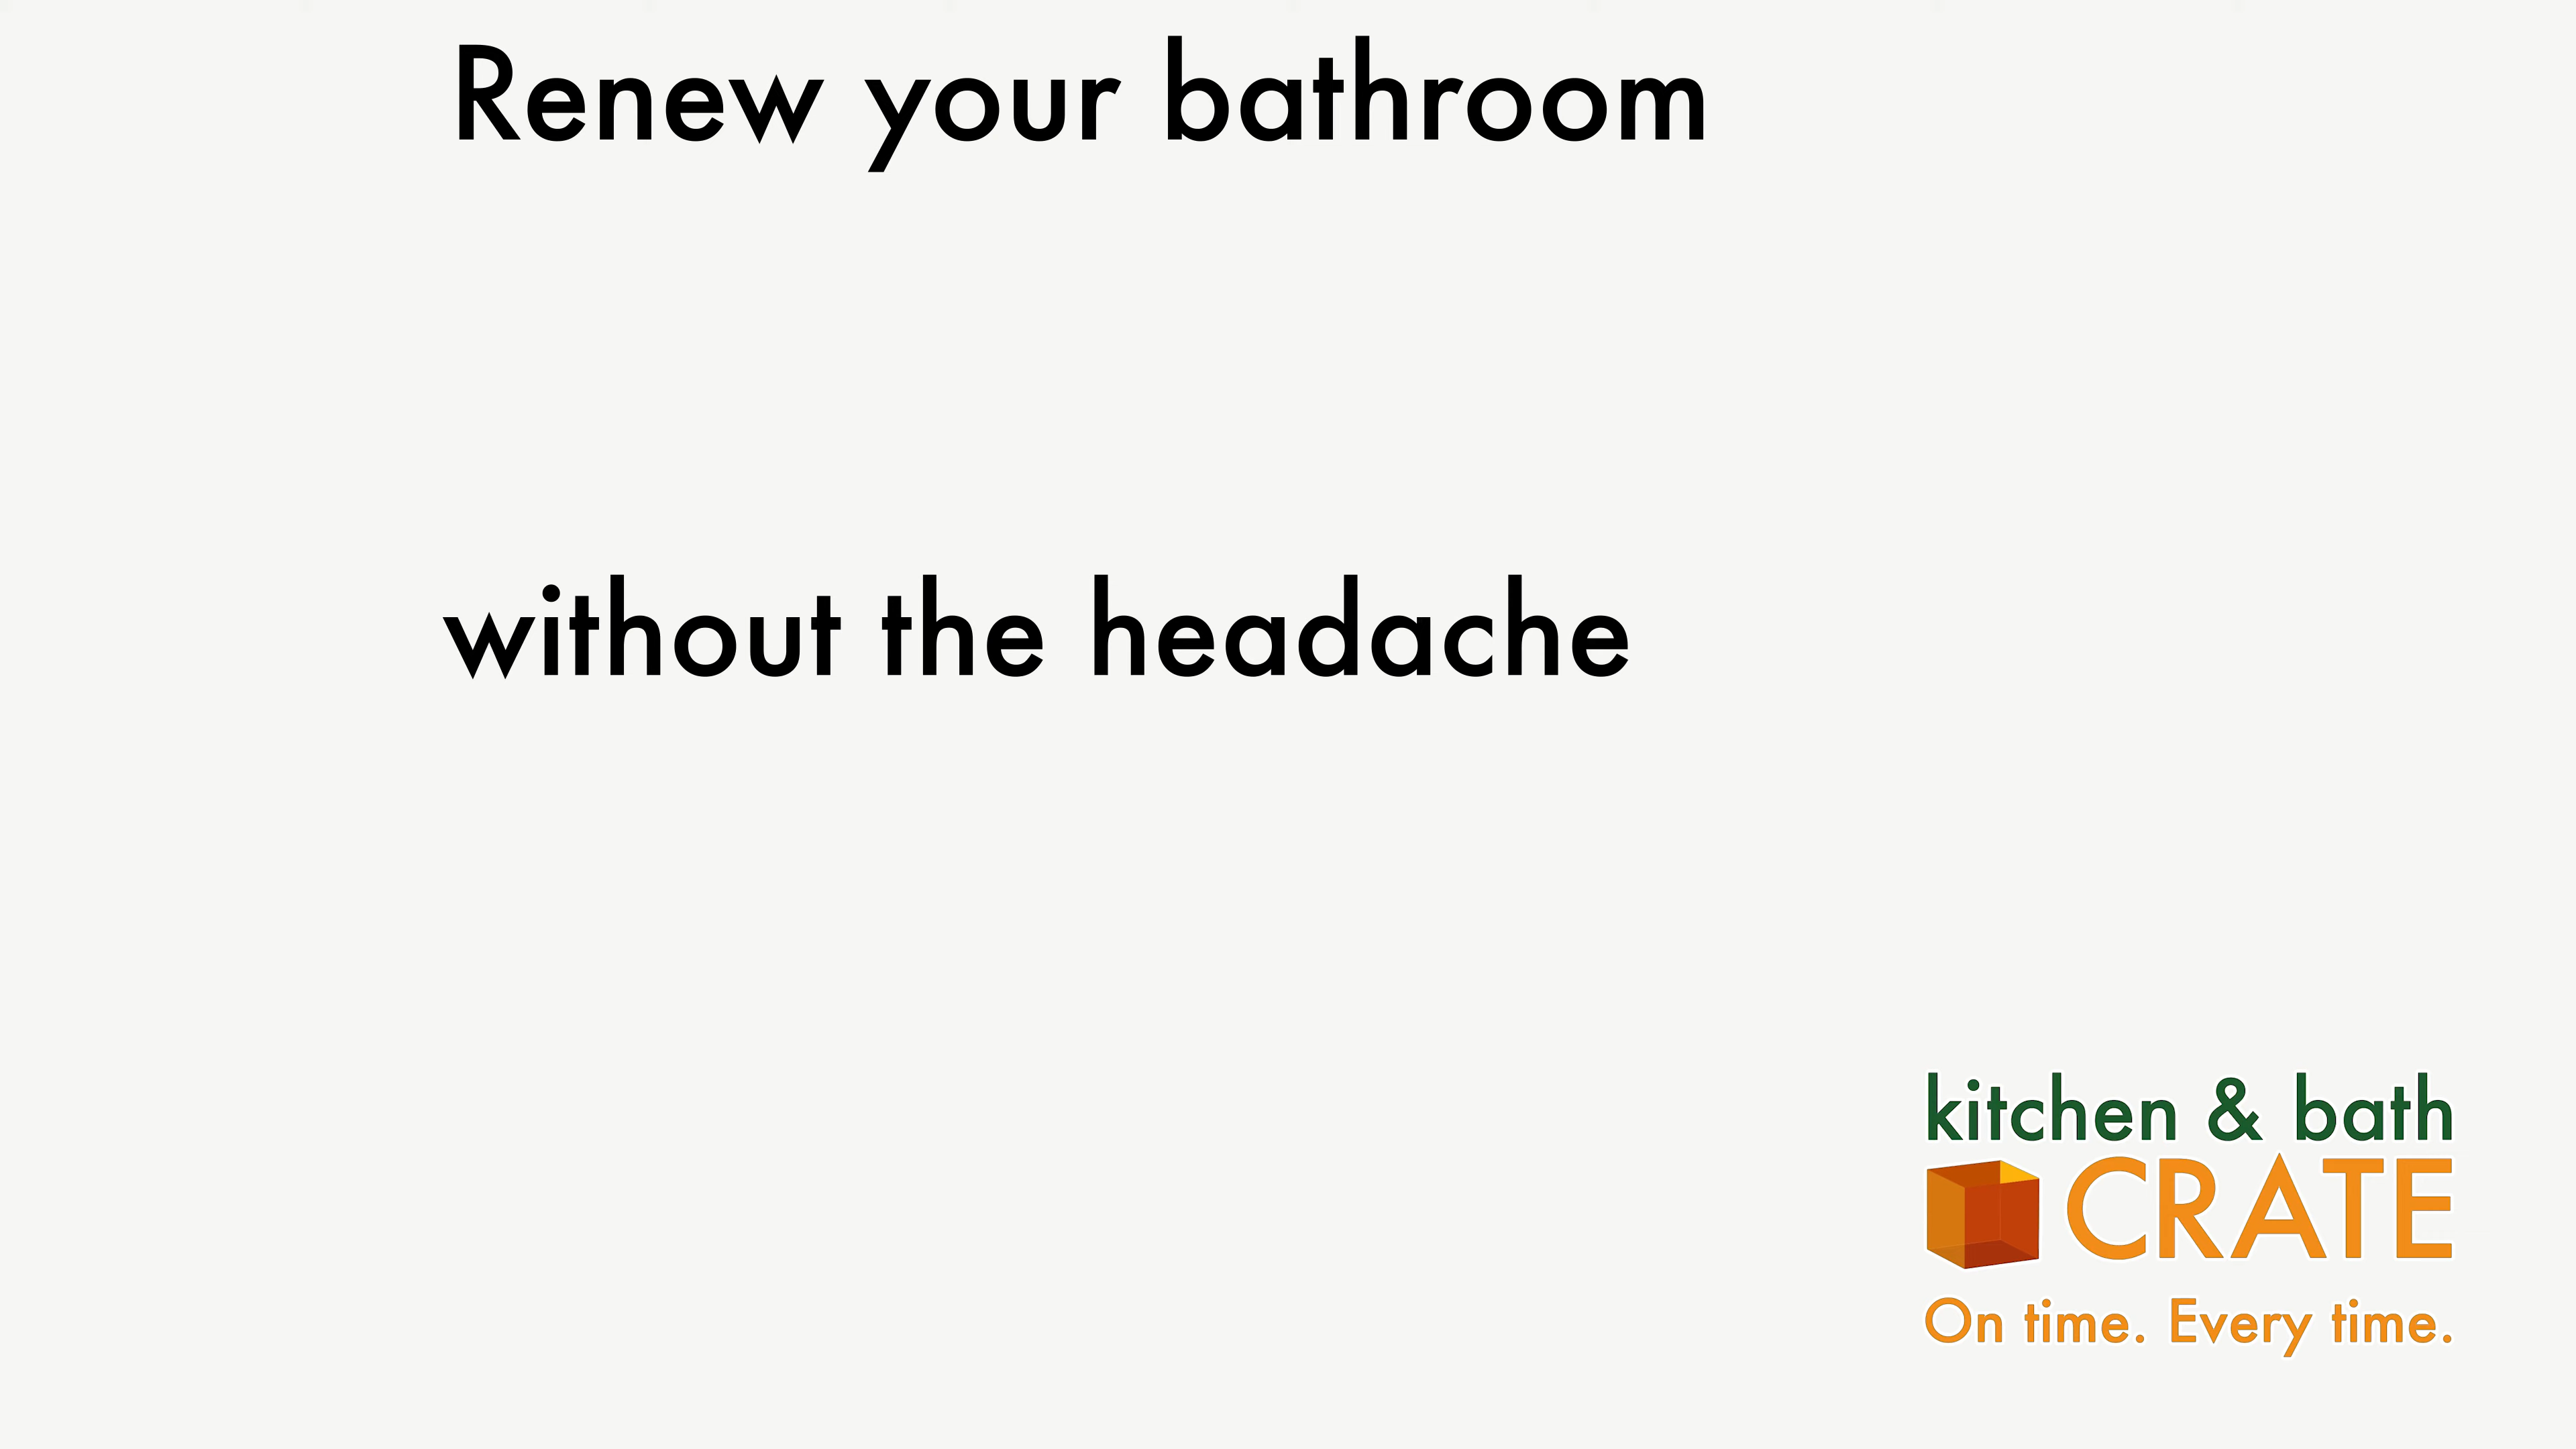 Renew your bathroom
without the headache
kitchen & bath
CRATE
On time. Every time.